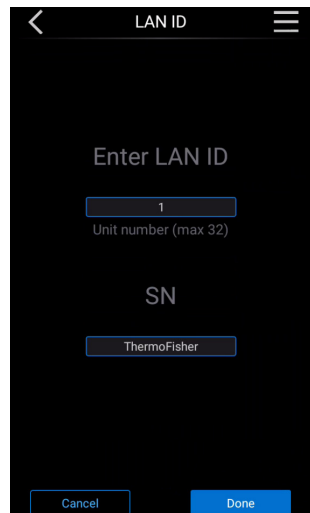 LAN ID
Enter LAN ID
1
Unit number (max 32)
SN
ThermoFisher
Cancel
Done